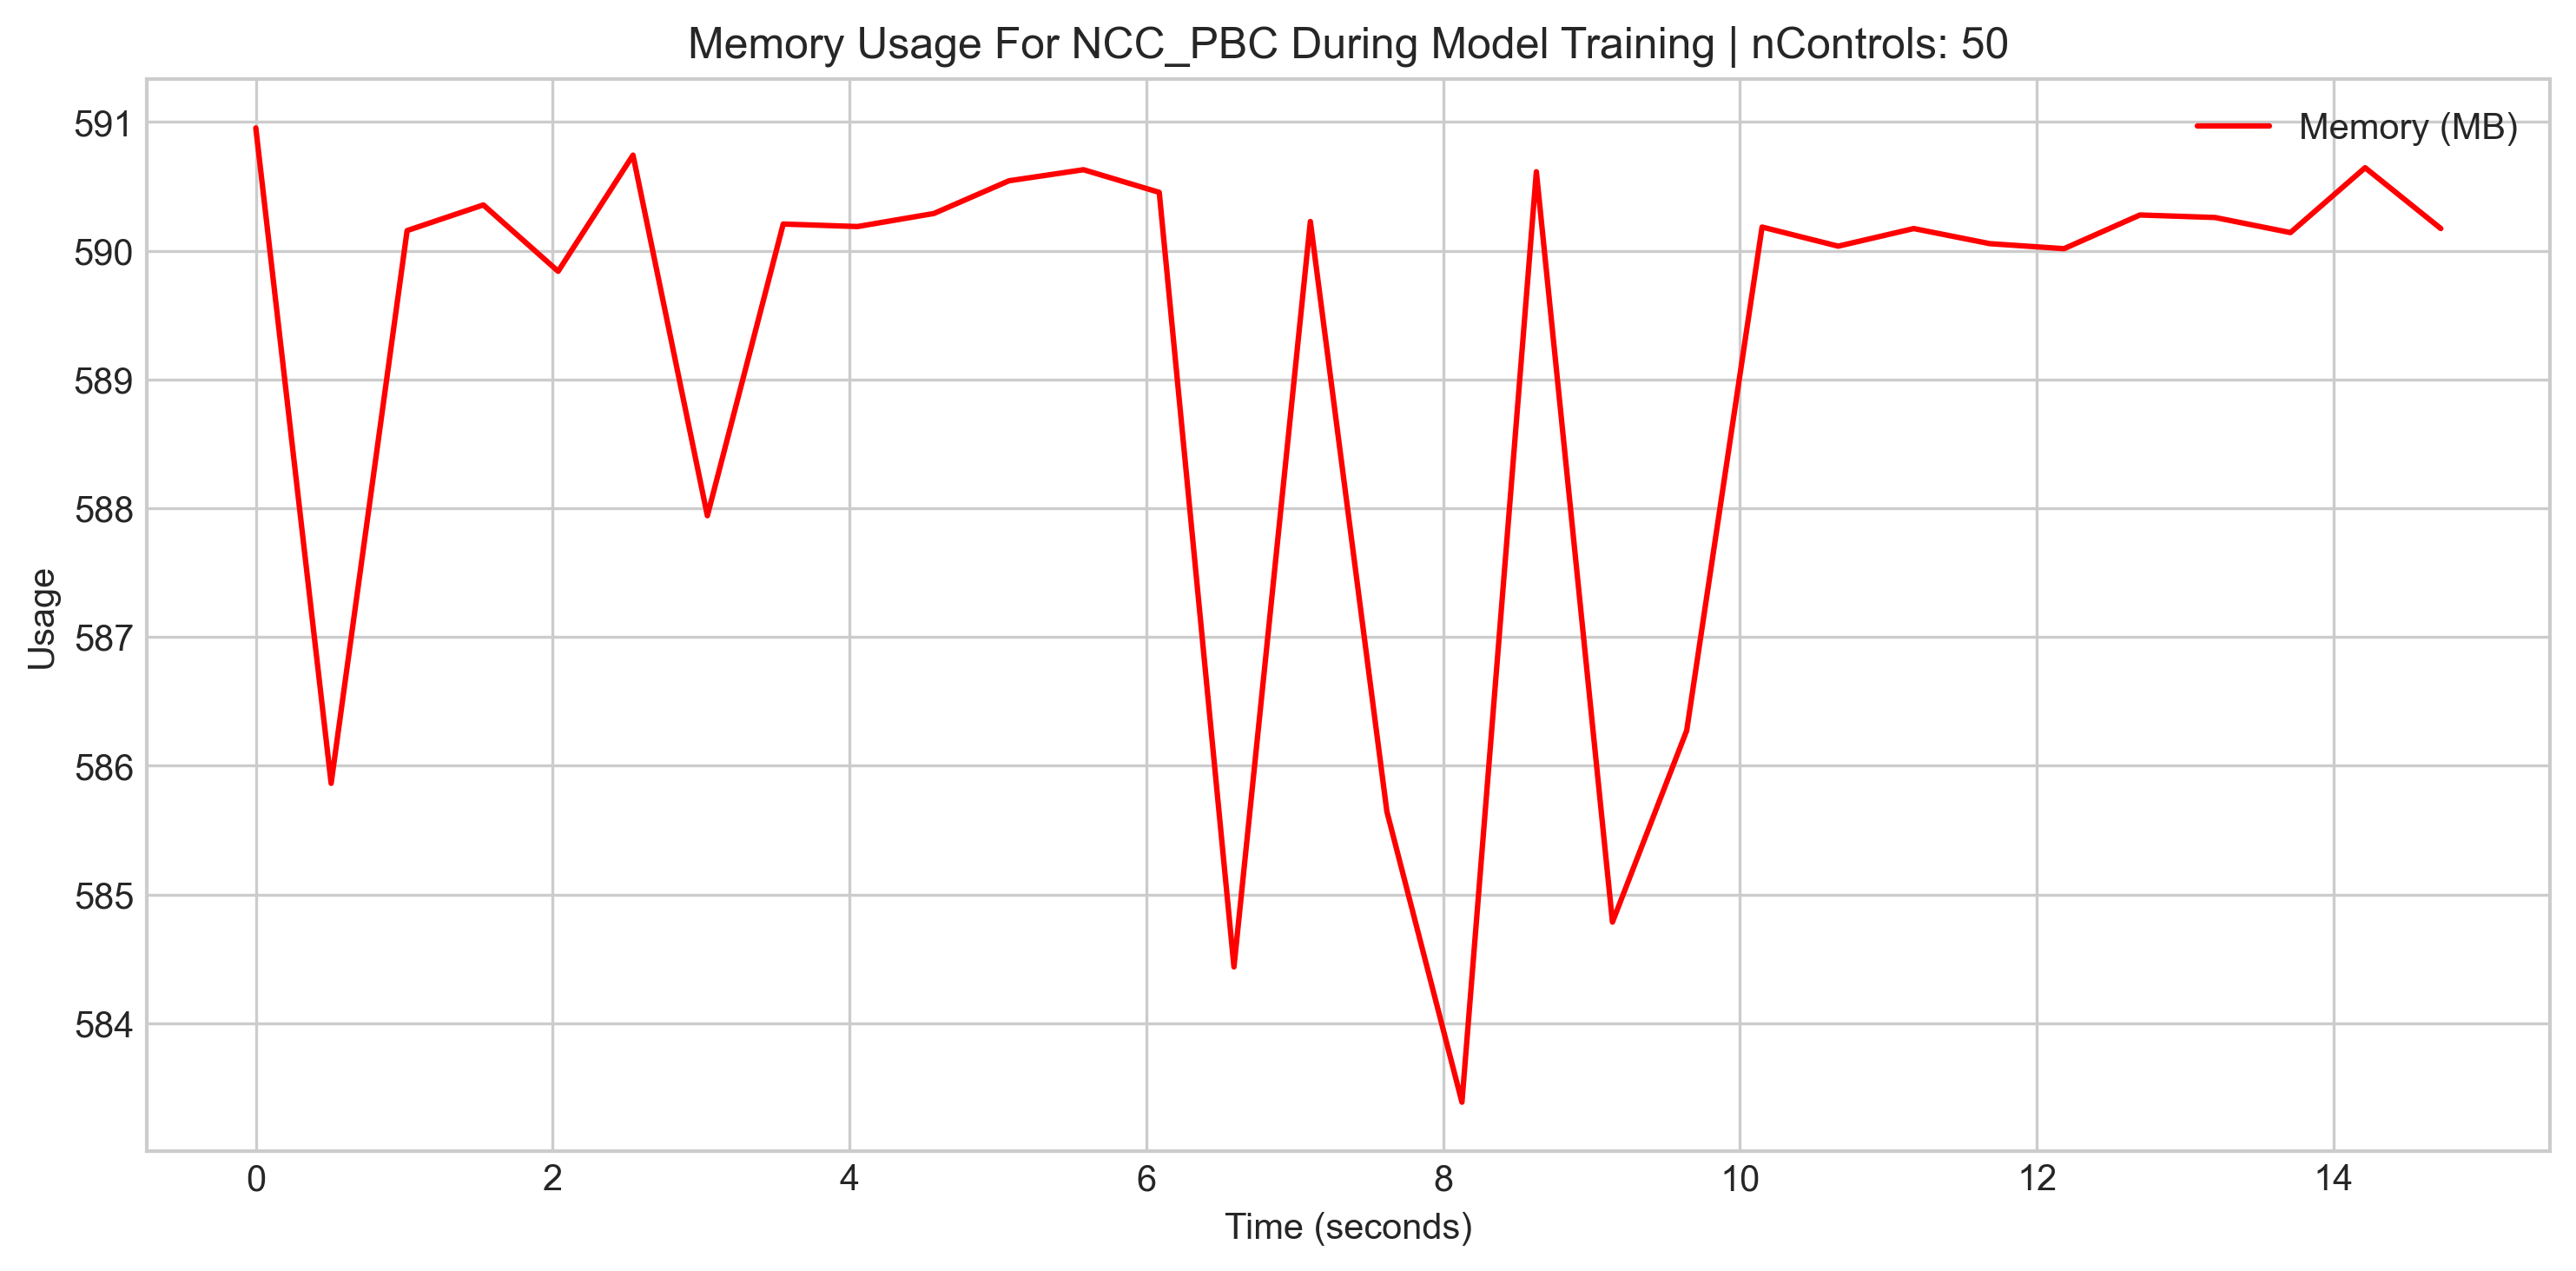 Memory Usage For NCC_PBC During Model Training | nControls: 50
Memory (MB)
591
590
589
588
587
586
585
584
Usage
0 2 4 6 8 10 12 14
Time (seconds)